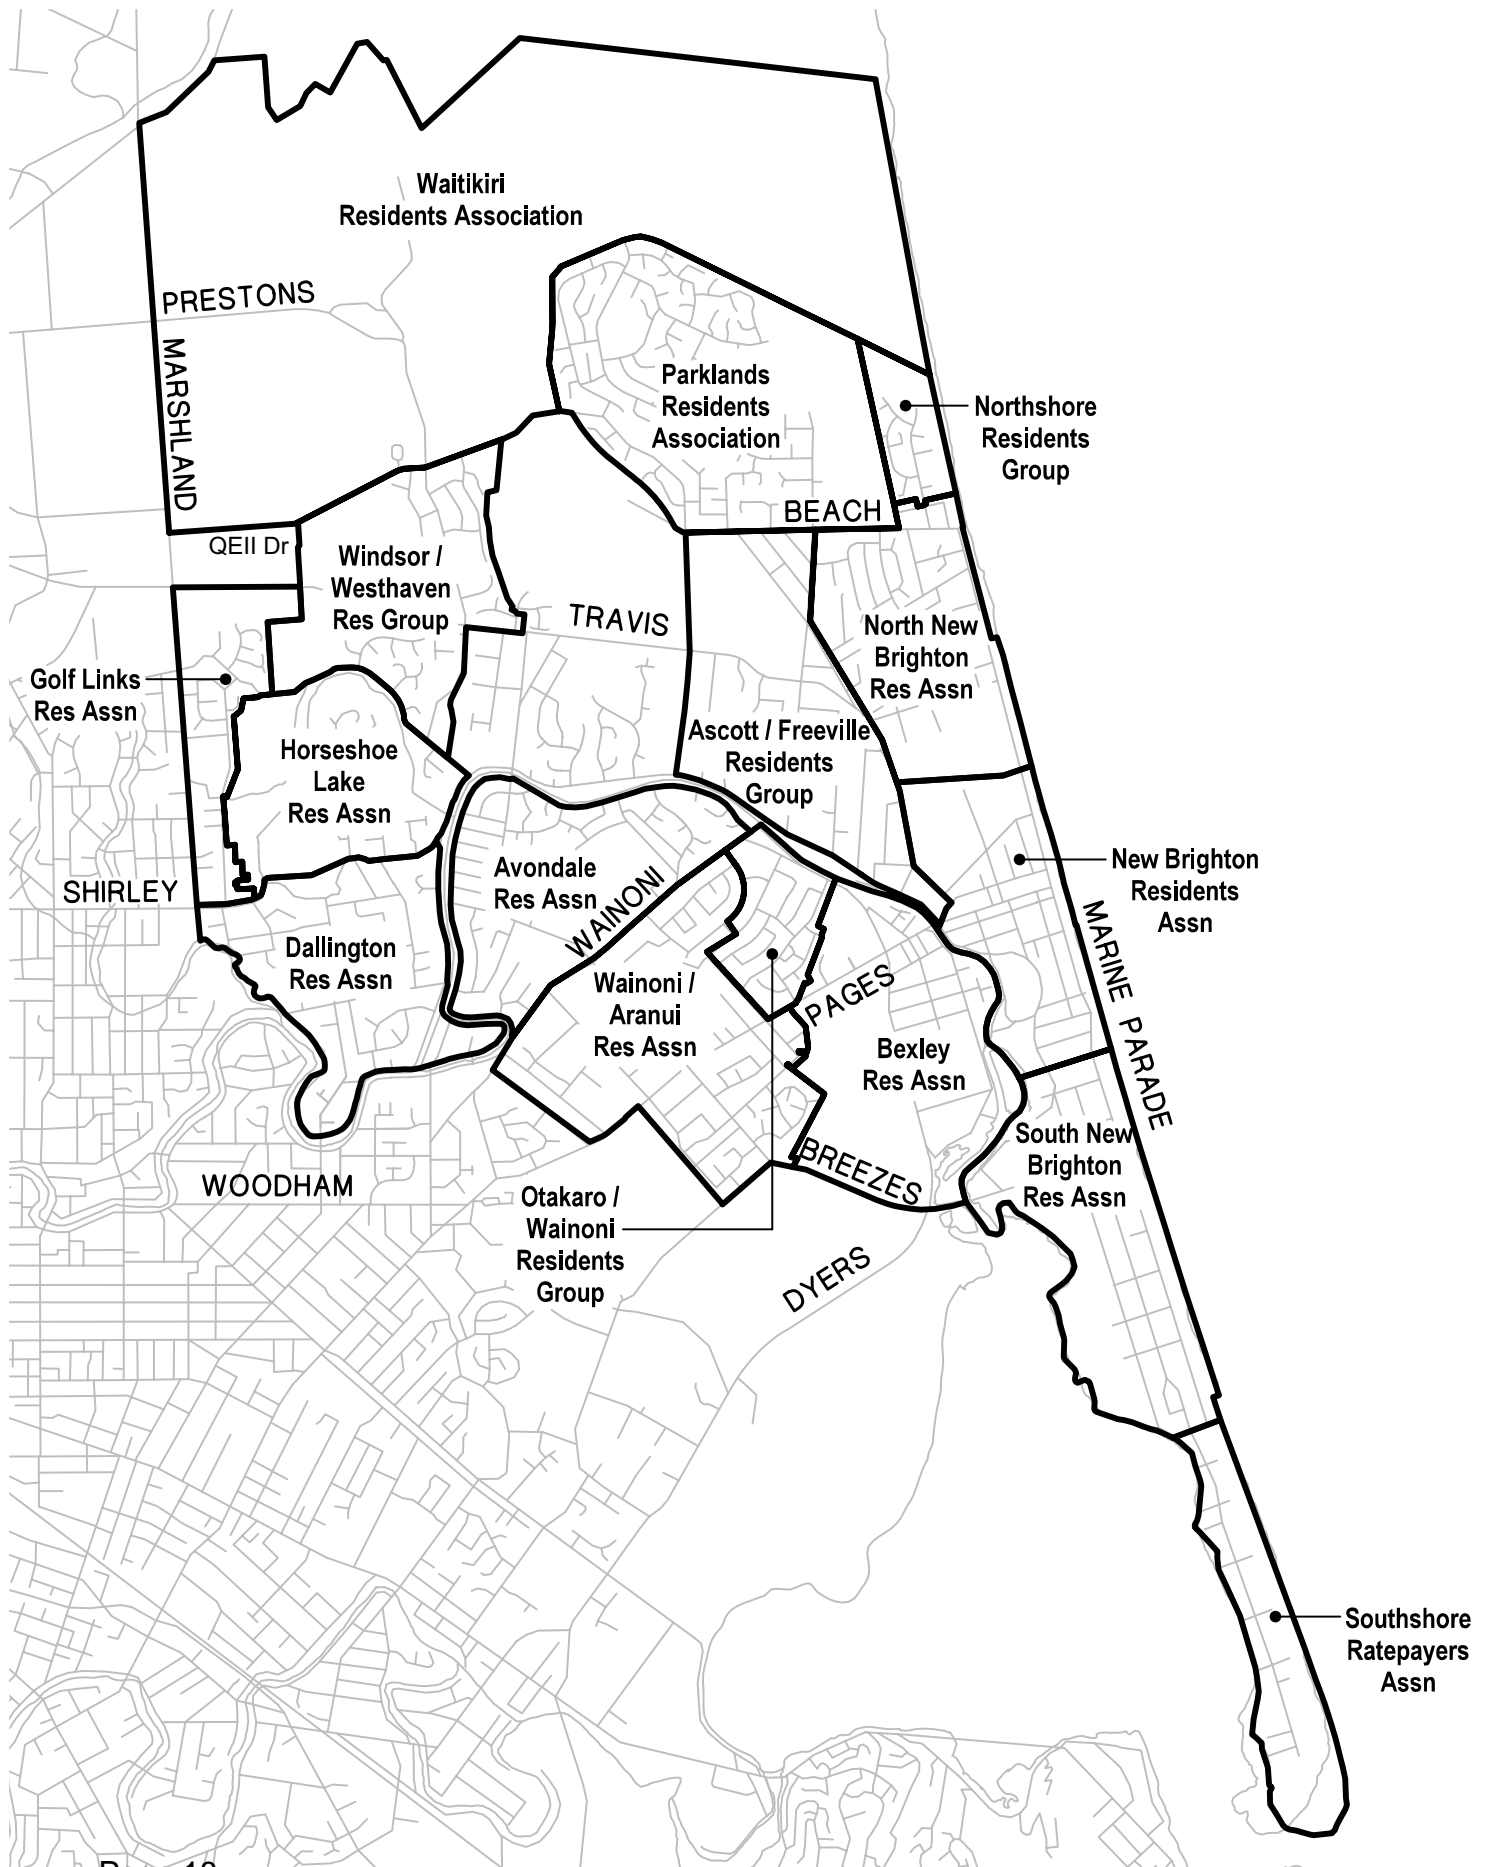 Waitikiri
Residents Association
PRESTONS
MARSHLAND
Parklands
Residents
Association
Northshore
Residents
Group
BEACH
QEII Dr
Windsor /
Westhaven
Res Group
TRAVIS
North New
Brighton
Res Assn
Golf Links
Res Assn
Horseshoe
Lake
Res Assn
Ascott / Freeville
Residents
Group
Avondale
Res Assn
WAINONI
New Brighton
Residents
Assn
SHIRLEY
Dallington
Res Assn
Wainoni /
Aranui
Res Assn
PAGES
MARINE PARADE
Bexley
Res Assn
South New
Brighton
Res Assn
BREEZES
WOODHAM
Otakaro /
Wainoni
Residents
Group
DYERS
Southshore
Ratepayers
Assn